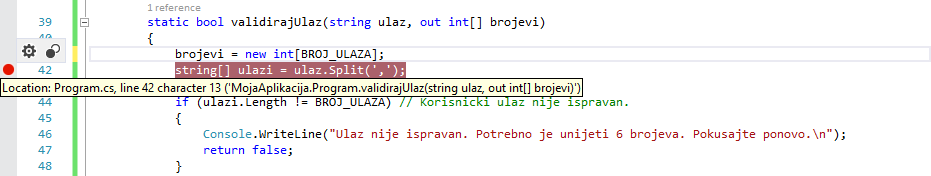 1 reference
39 static bool validirajUlaz(string ulaz, out int[] brojevi)
40 {
brojevi = new int[BROJ_ULAZA];
42 string[] ulazi = ulaz.Split(',');
Location: Program.cs, line 42 character 13 ('MojaAplikacija.Program.validirajUlaz(string ulaz, out int[] brojevi)')
44 if (ulazi.Length != BROJ_ULAZA) // Korisnicki ulaz nije ispravan.
45 {
46 Console.WriteLine("Ulaz nije ispravan. Potrebno je unijeti 6 brojeva. Pokusajte ponovo.\n");
47 return false;
48 }